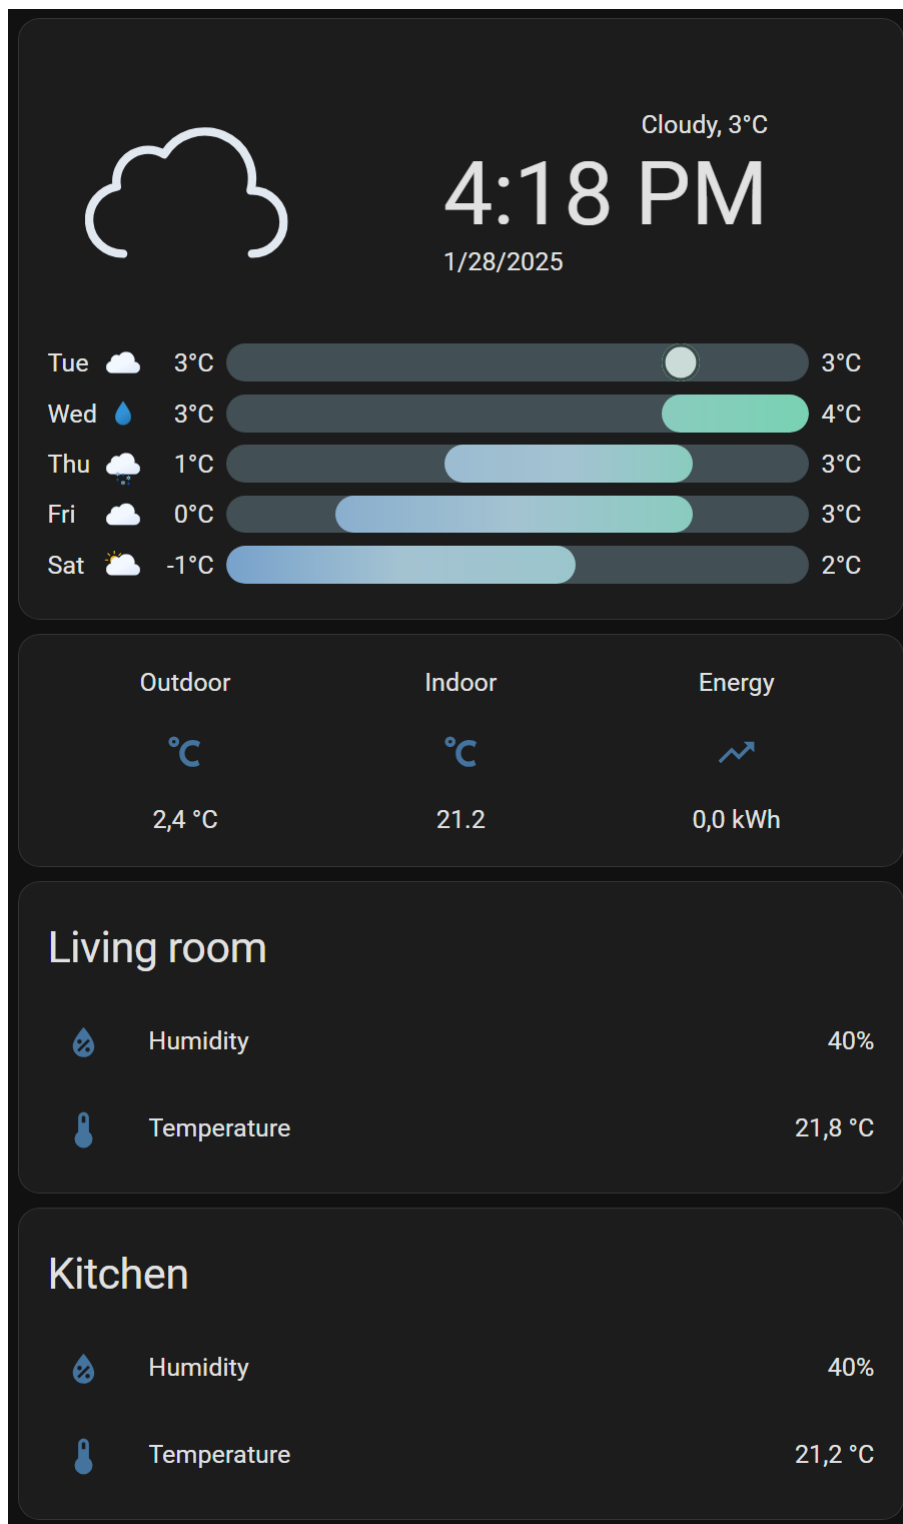 Cloudy, 3°C
4:18 PM
1/28/2025
Tue 3°C 3°C
Wed 3°C 4°C
Thu 1°C 3°C
Fri 0°C 3°C
Sat -1°C 2°C
Outdoor Indoor Energy
°C °C
2,4 °C 21.2 0,0 kWh
Living room
Humidity 40%
Temperature 21,8 °C
Kitchen
Humidity 40%
Temperature 21,2 °C